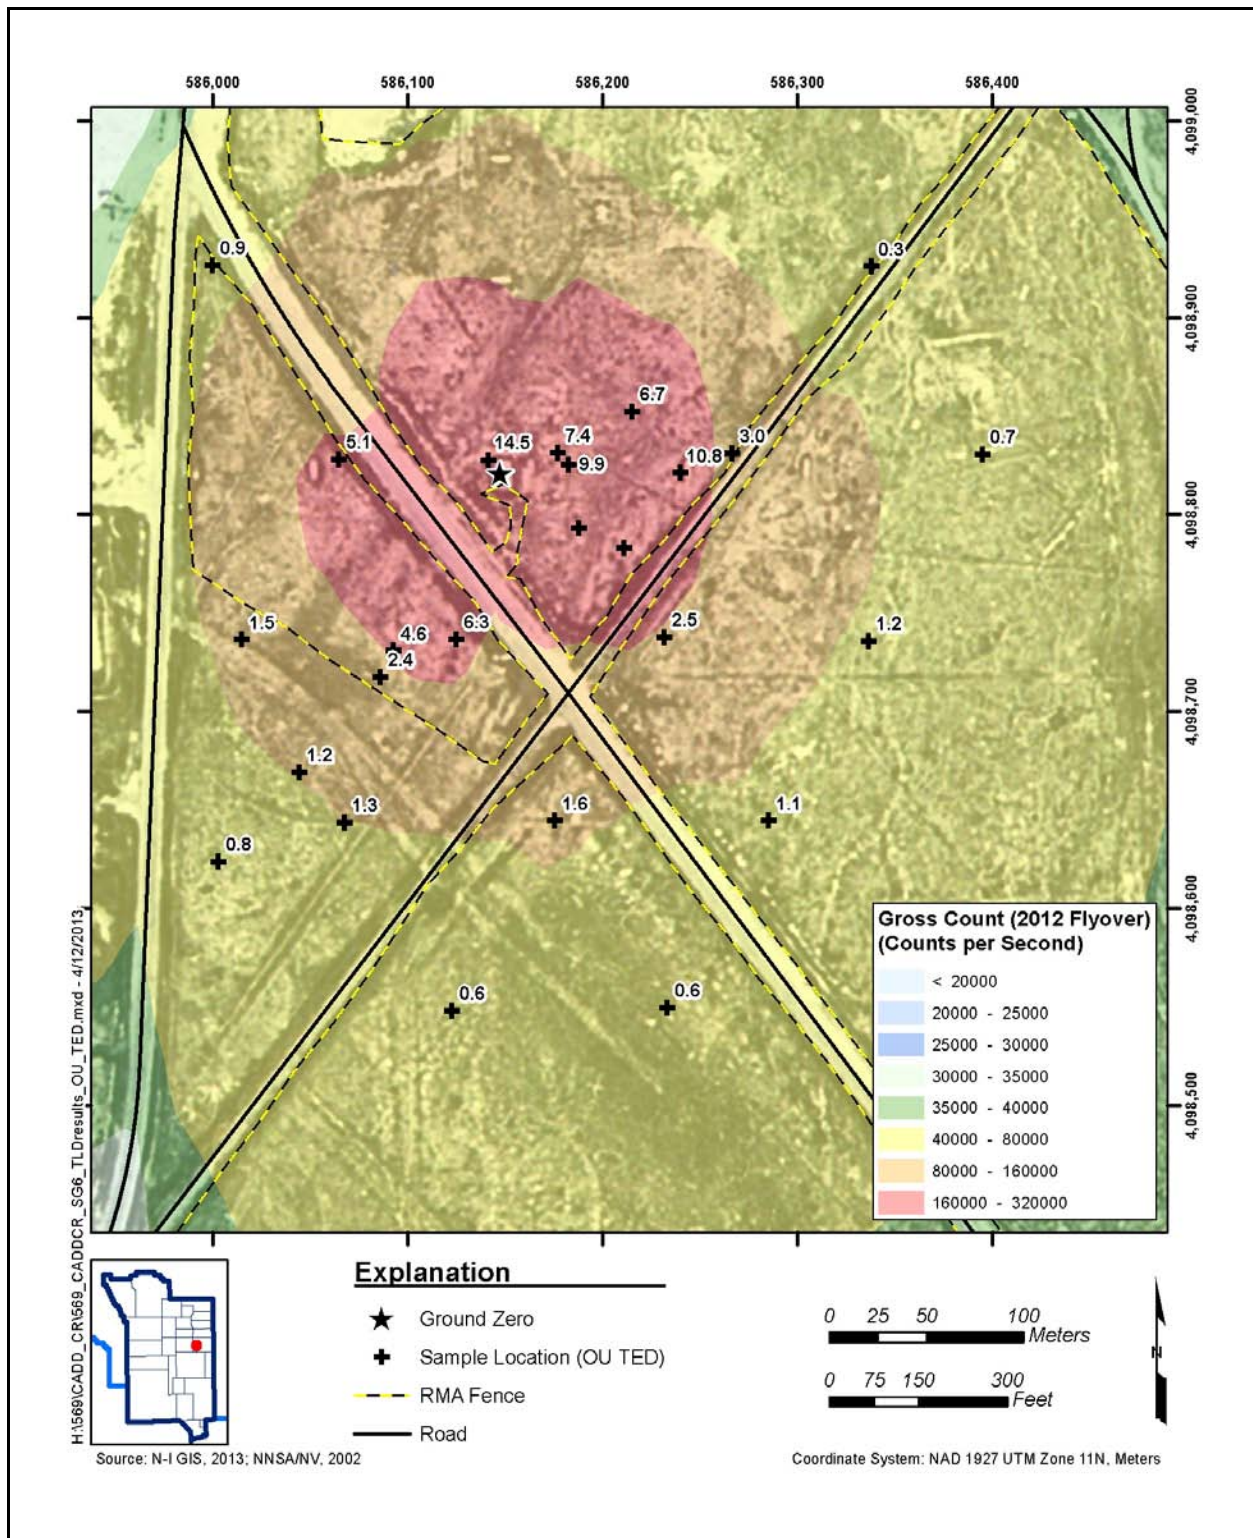 586,000 586,100 586,200 586,300 586,400
4,099,000
4,098,900
4,098,800
4,098,700
4,098,600
4,098,500
0.9
0.3
6.7
5.1
14.5
7.4
9.9
10.8
3.0
0.7
1.5
4.6
6.3
2.4
2.5
1.2
1.2
1.3
1.6
1.1
0.8
0.6
0.6
Gross Count (2012 Flyover)
(Counts per Second)
< 20000
20000 - 25000
25000 - 30000
30000 - 35000
35000 - 40000
40000 - 80000
80000 - 160000
160000 - 320000
H:\569\CADD_CR\569_CADDCR_SG6_TLDresults_OU_TED.mxd - 4/12/2013
Explanation
Ground Zero
Sample Location (OU TED)
RMA Fence
Road
0 25 50 100
Meters
0 75 150 300
Feet
N
Source: N-I GIS, 2013; NNSA/NV, 2002
Coordinate System: NAD 1927 UTM Zone 11N, Meters